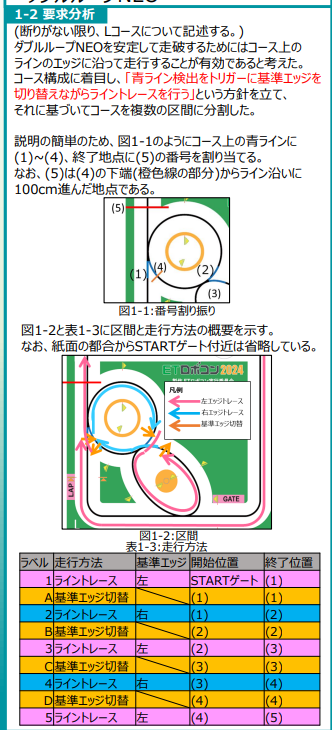 1-2 要求分析
(断りがない限り、Lコースについて記述する。)
ダブルループNEOを安定して走破するためにはコース上の
ラインのエッジに沿って走行することが有効であると考えた。
コース構成に着目し、「青ライン検出をトリガーに基準エッジを
切り替えながらライントレースを行う」という方針を立て、
それに基づいてコースを複数の区間に分割した。
説明の簡単のため、図1-1のようにコース上の青ラインに
(1)~(4)、終了地点に(5)の番号を割り当てる。
なお、(5)は(4)の下端(橙色線の部分)からライン沿いに
100cm進んだ地点である。
(5)
(1)
(4)
(2)
(3)
図1-1:番号割り振り
図1-2と表1-3に区間と走行方法の概要を示す。
なお、紙面の都合からSTARTゲート付近は省略している。
ETロボコン2024
凡例
左エッジトレース
右エッジトレース
基準エッジ切替
LAP
GATE
図1-2:区間
表1-3:走行方法
ラベル 走行方法 基準エッジ 開始位置 終了位置
1 ライントレース 左 STARTゲート (1)
A 基準エッジ切替 (1) (1)
2 ライントレース 右 (1) (2)
B 基準エッジ切替 (2) (2)
3 ライントレース 左 (2) (3)
C 基準エッジ切替 (3) (3)
4 ライントレース 右 (3) (4)
D 基準エッジ切替 (4) (4)
5 ライントレース 左 (4) (5)